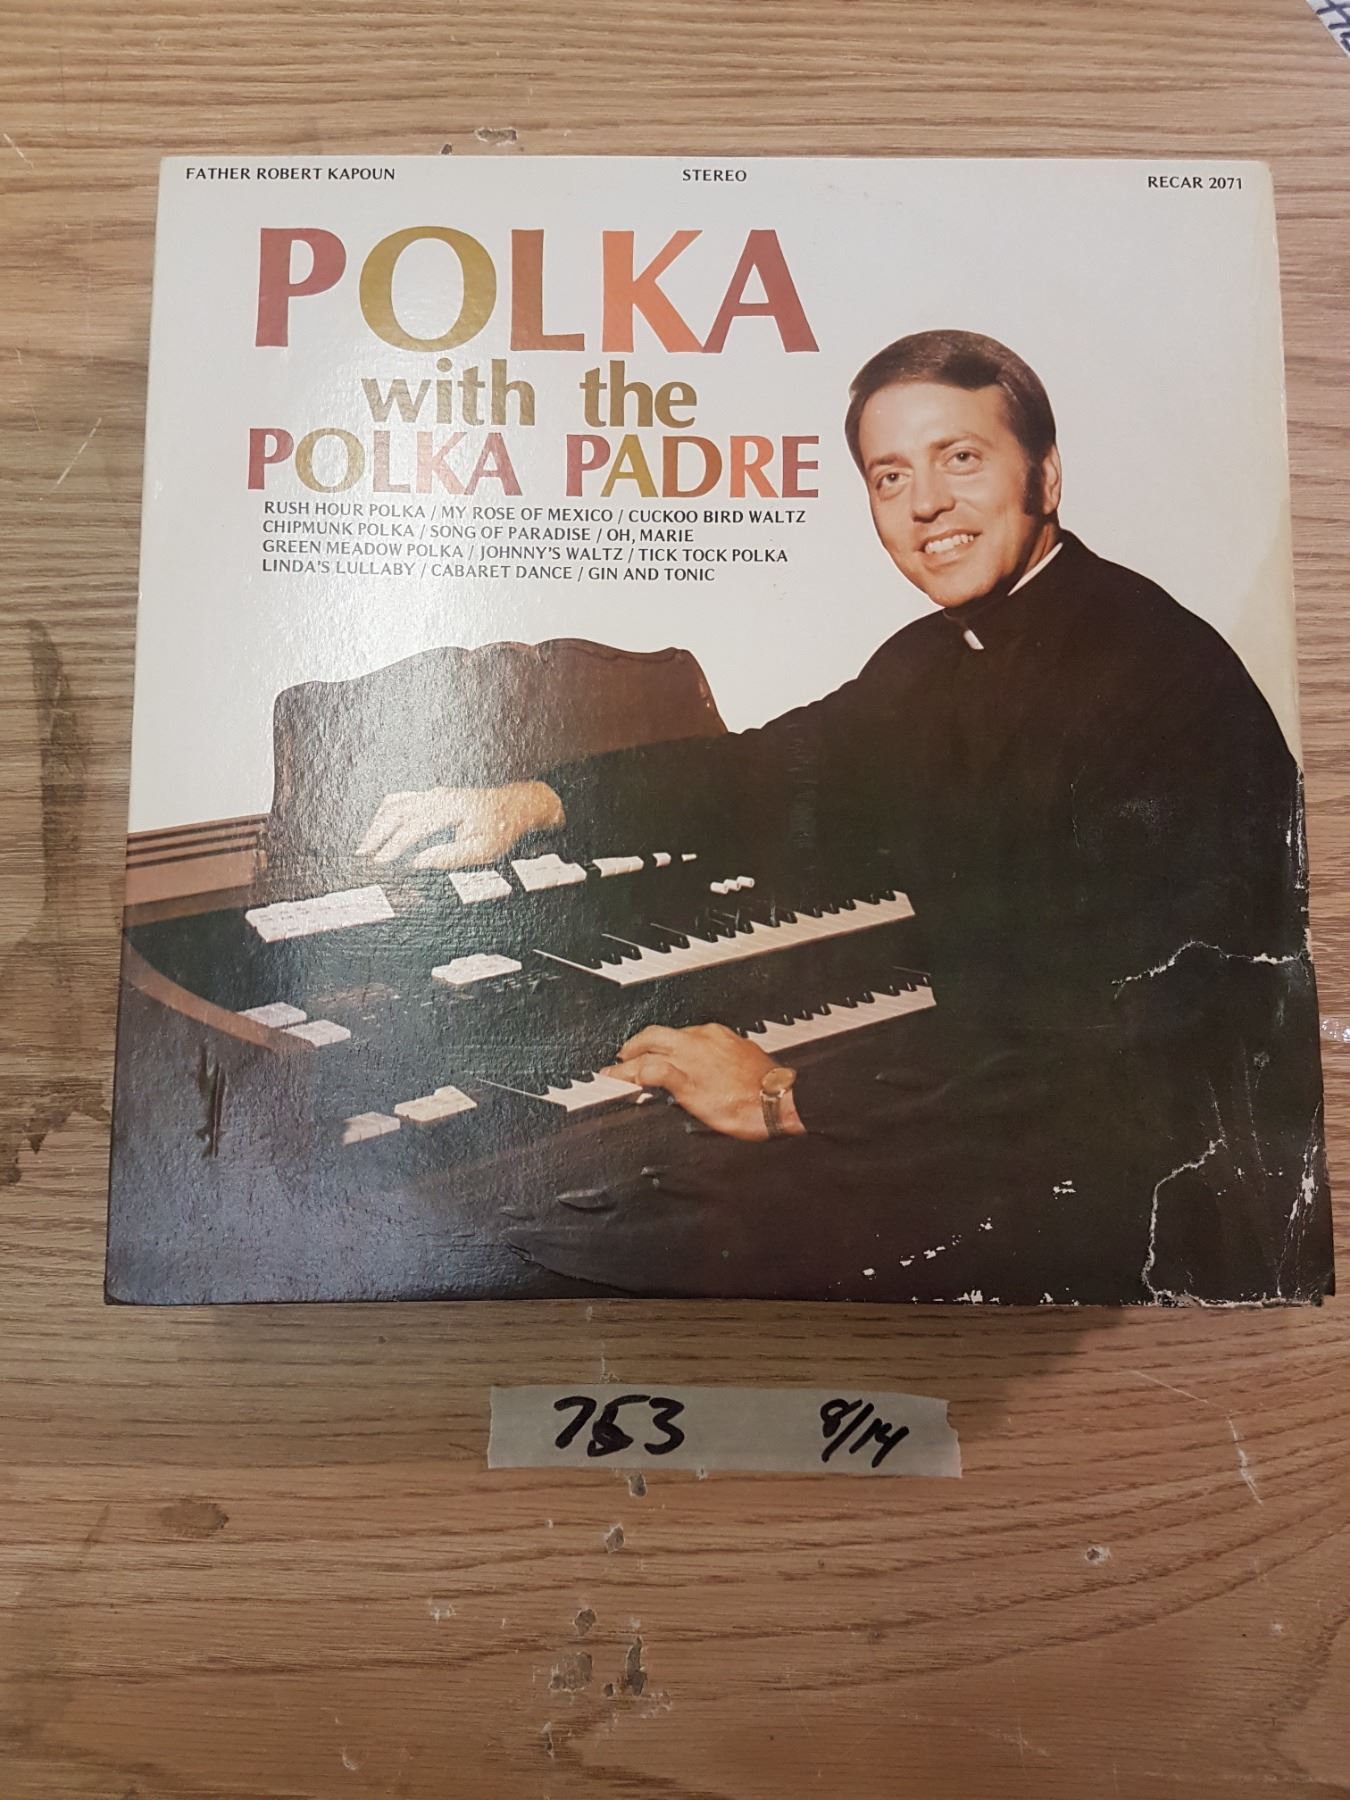 FATHER ROBERT KAPOUN STEREO RECAR 2071
POLKA
with the
POLKA PADRE
RUSH HOUR POLKA / MY ROSE OF MEXICO / CUCKOO BIRD WALTZ
CHIPMUNK POLKA / SONG OF PARADISE / OH, MARIE
GREEN MEADOW POLKA / JOHNNY'S WALTZ / TICK TOCK POLKA
LINDA'S LULLABY / CABARET DANCE / GIN AND TONIC
753 8/14